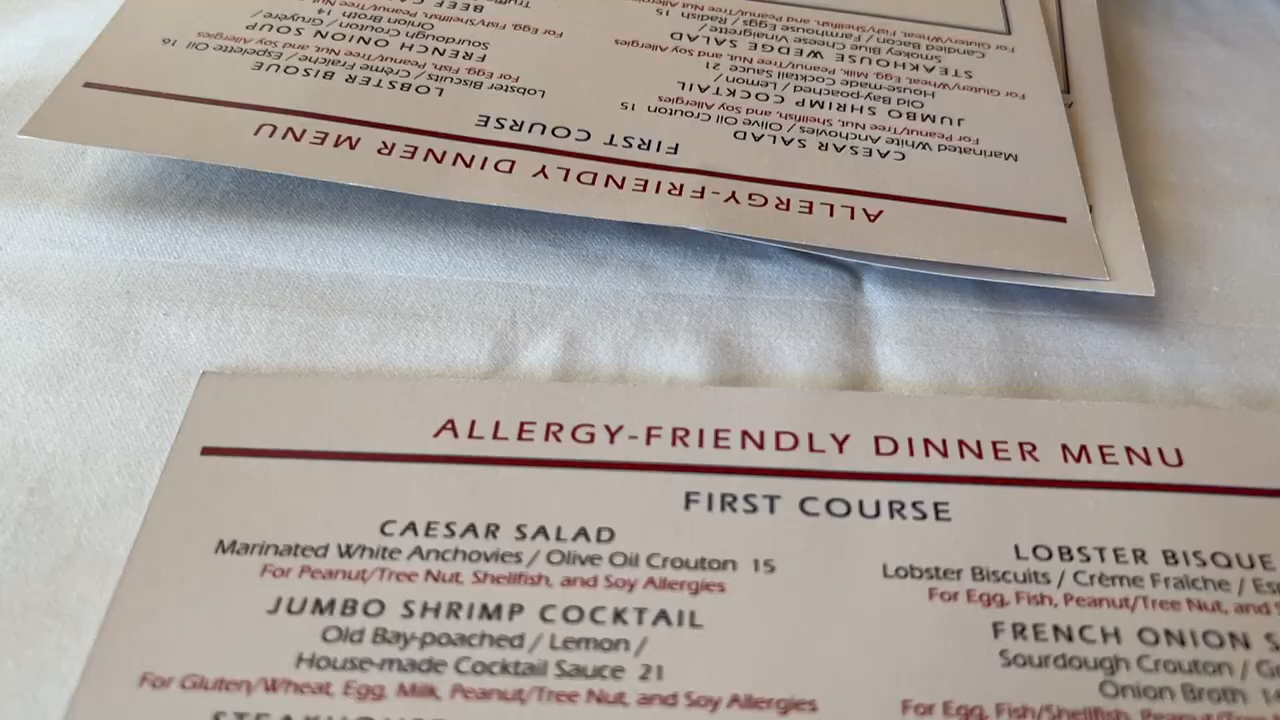 ALLERGY-FRIENDLY DINNER MENU
FIRST COURSE
CAESAR SALAD
Marinated White Anchovies / Olive Oil Crouton 15
For Peanut/Tree Nut, Shellfish, and Soy Allergies
JUMBO SHRIMP COCKTAIL
Old Bay-poached / Lemon /
House-made Cocktail Sauce 21
For Gluten/Wheat, Egg, Milk, Peanut/Tree Nut, and Soy Allergies
STEAKHOUSE WEDGE SALAD
Smokey Blue Cheese Vinaigrette /
Candied Bacon / Farmhouse Eggs / Radish 15
LOBSTER BISQUE
Lobster Biscuits / Crème Fraîche / Espelette Oil 16
For Egg, Fish, Peanut/Tree Nut, and Soy Allergies
FRENCH ONION SOUP
Sourdough Crouton / Gruyère /
Onion Broth 14
For Egg, Fish/Shellfish, Peanut/Tree Nut
BEEF
ALLERGY-FRIENDLY DINNER MENU
FIRST COURSE
CAESAR SALAD
Marinated White Anchovies / Olive Oil Crouton 15
For Peanut/Tree Nut, Shellfish, and Soy Allergies
JUMBO SHRIMP COCKTAIL
Old Bay-poached / Lemon /
House-made Cocktail Sauce 21
For Gluten/Wheat, Egg, Milk, Peanut/Tree Nut, and Soy Allergies
LOBSTER BISQUE
Lobster Biscuits / Crème Fraîche /
For Egg, Fish, Peanut/Tree Nut, and
FRENCH ONION S
Sourdough Crouton /
Onion Broth
For Egg, Fish/Shellfish,